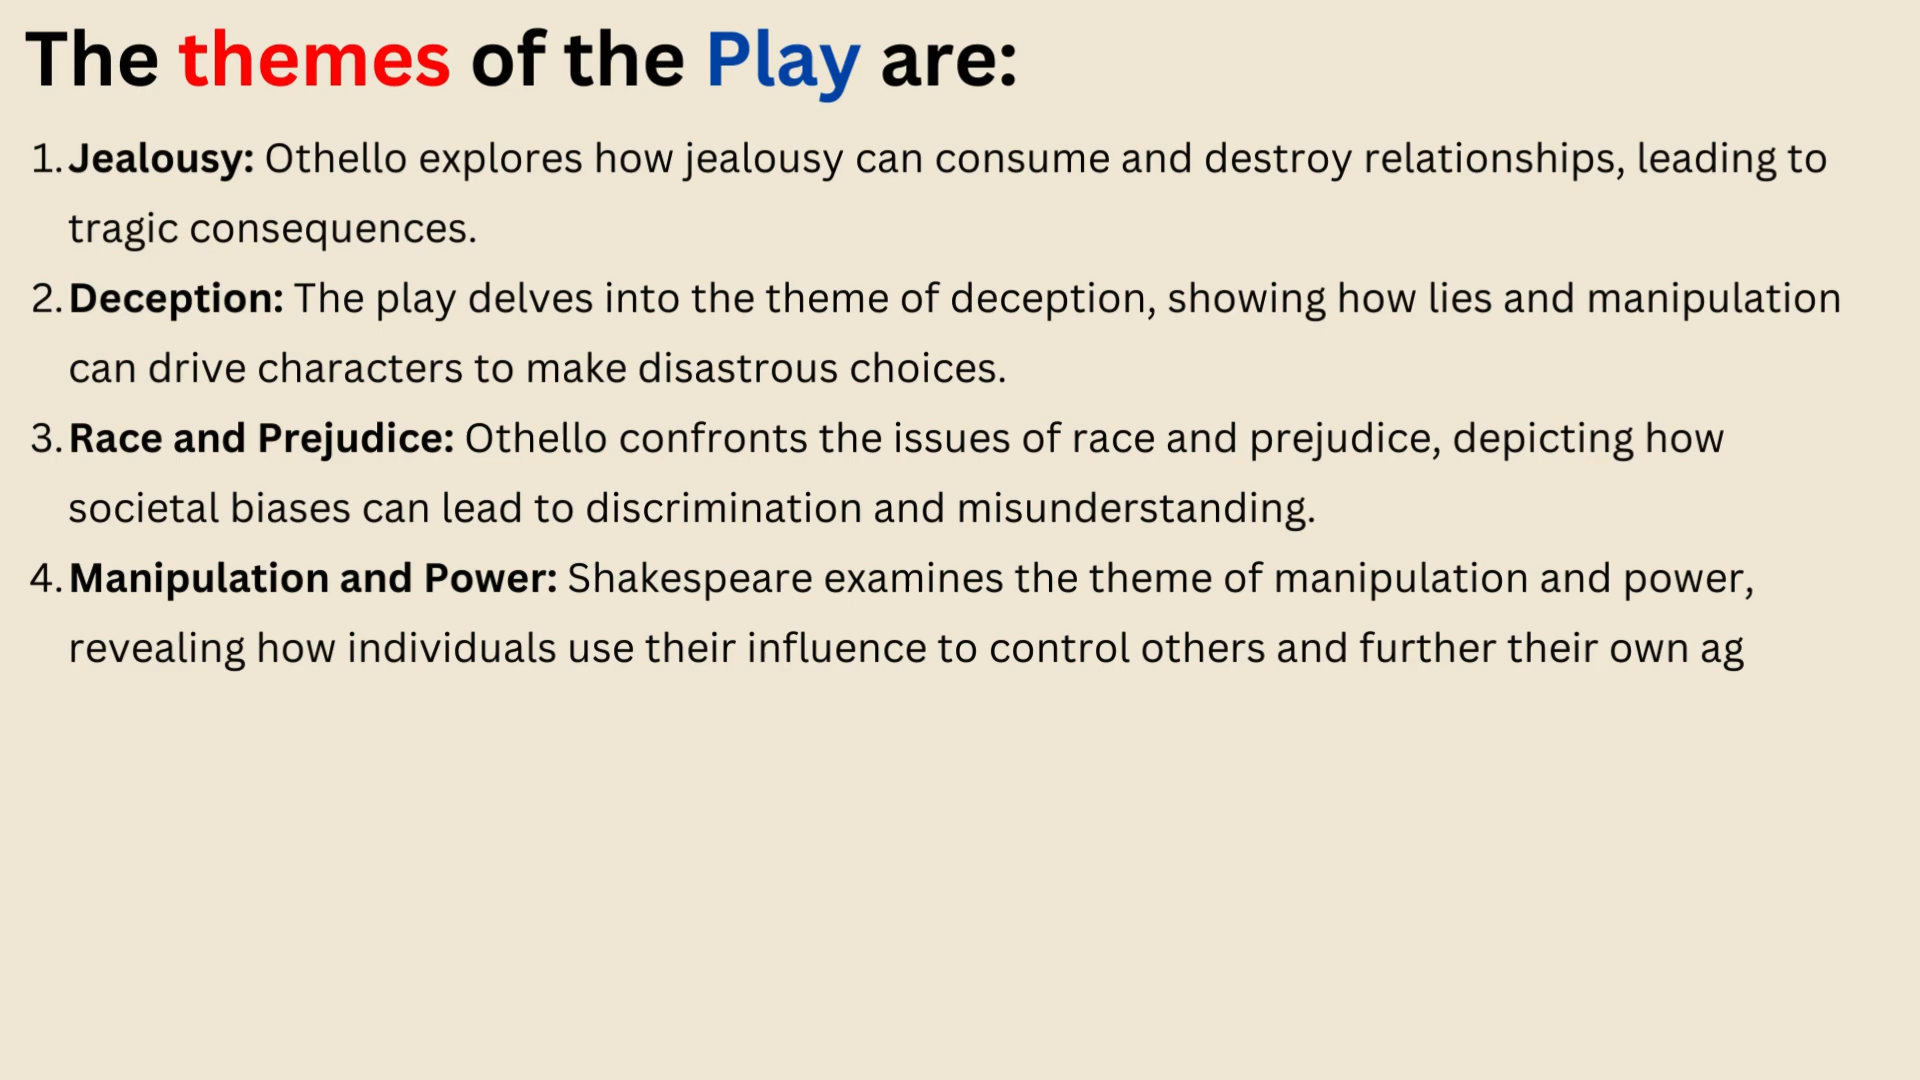 The themes of the Play are:
1. Jealousy: Othello explores how jealousy can consume and destroy relationships, leading to
tragic consequences.
2. Deception: The play delves into the theme of deception, showing how lies and manipulation
can drive characters to make disastrous choices.
3. Race and Prejudice: Othello confronts the issues of race and prejudice, depicting how
societal biases can lead to discrimination and misunderstanding.
4. Manipulation and Power: Shakespeare examines the theme of manipulation and power,
revealing how individuals use their influence to control others and further their own ag